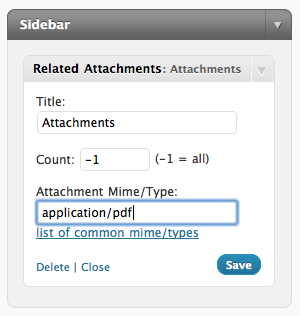 Sidebar
Related Attachments: Attachments
Title:
Attachments
Count: -1 (-1 = all)
Attachment Mime/Type:
application/pdf
list of common mime/types
Delete | Close Save